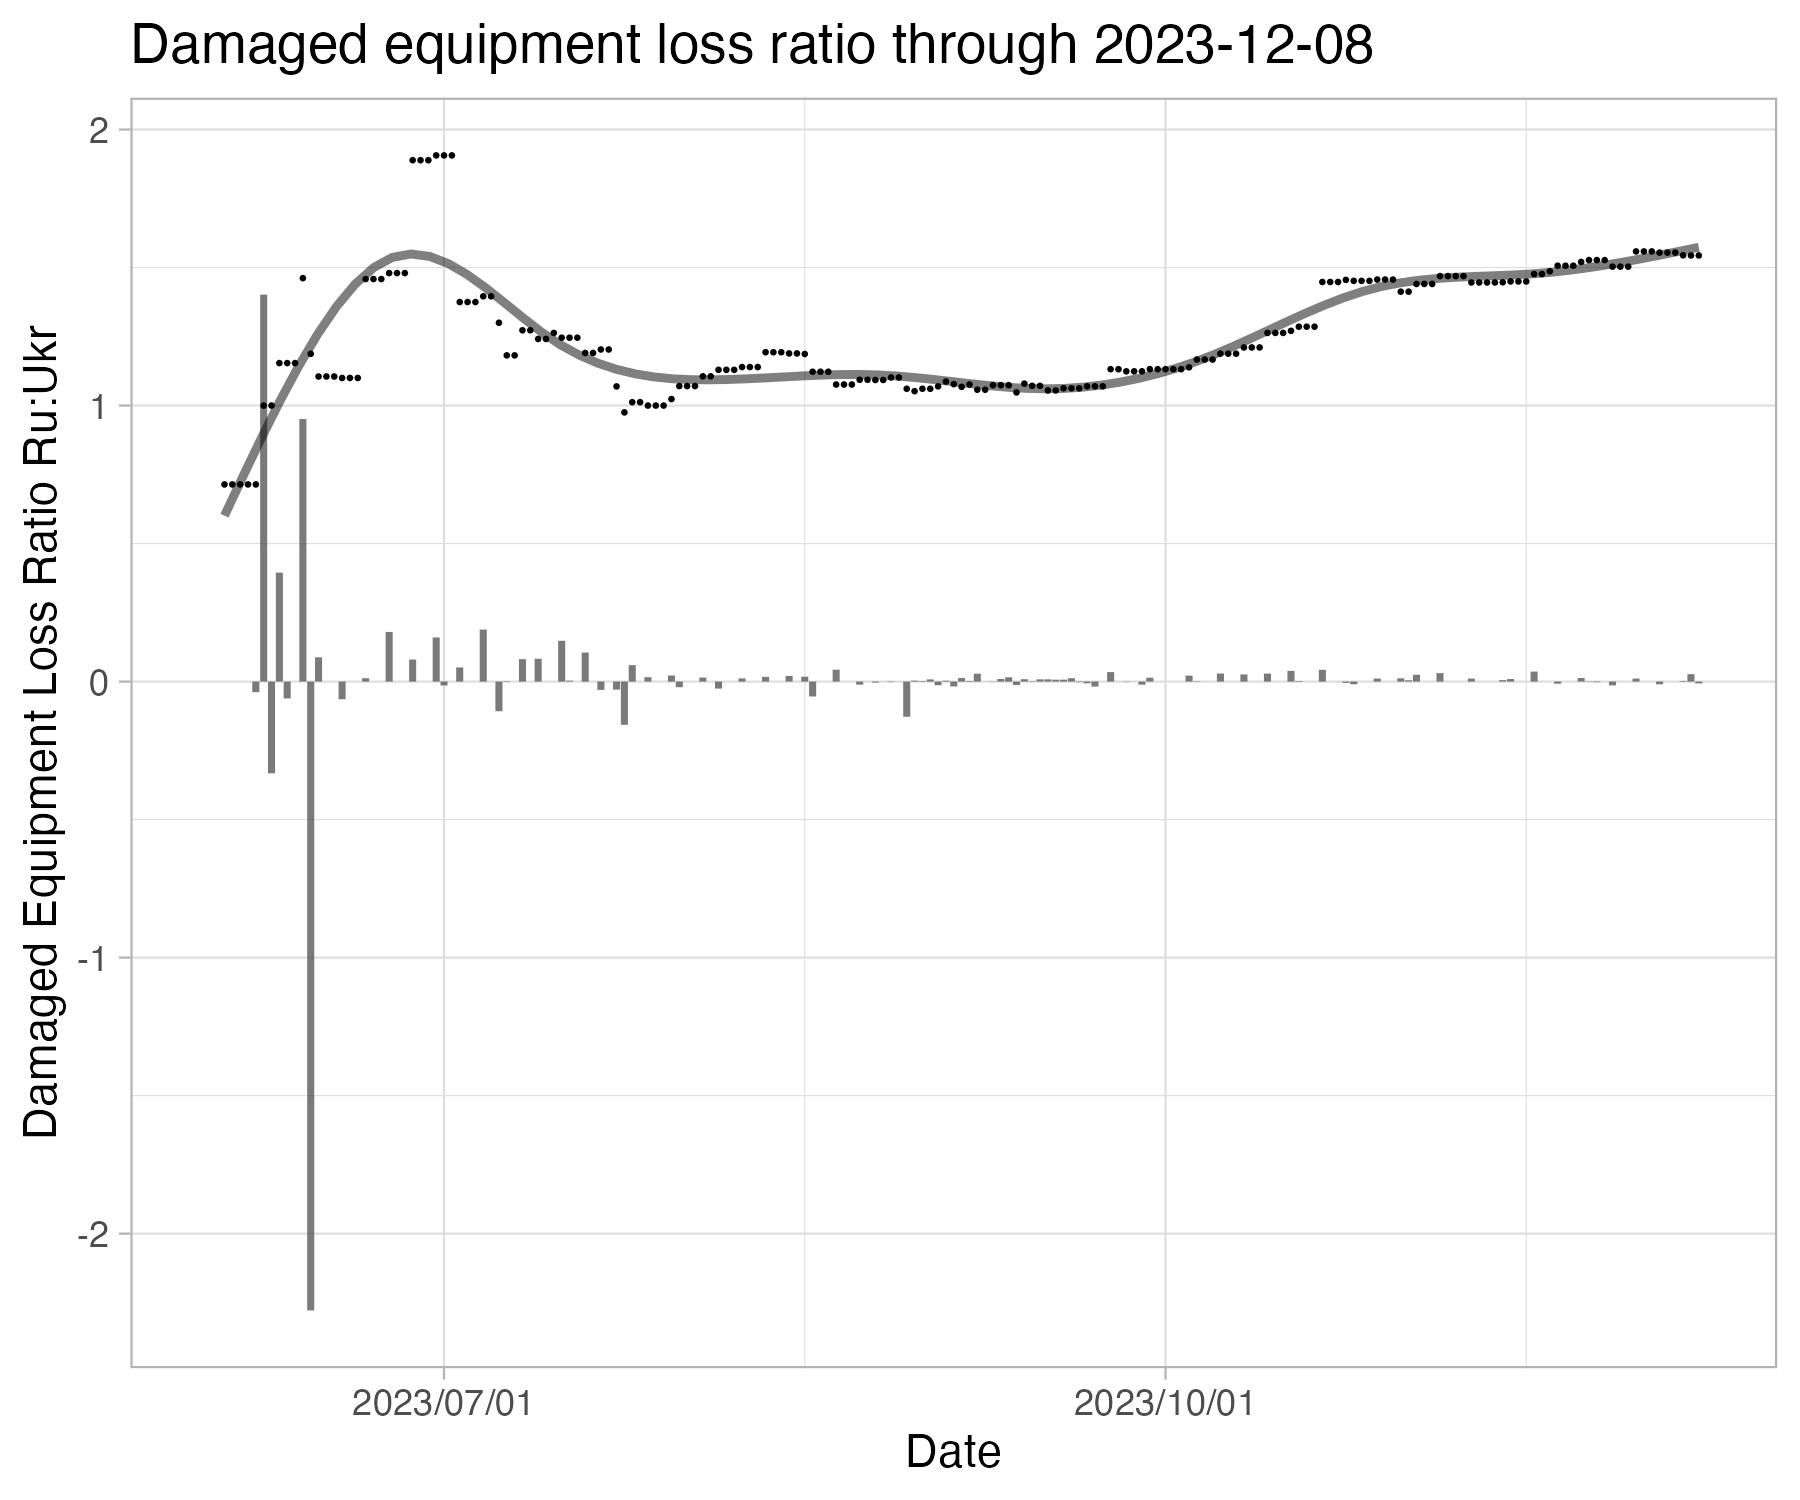 Damaged equipment loss ratio through 2023-12-08
Damaged Equipment Loss Ratio Ru:Ukr
2
1
0
-1
-2
2023/07/01
2023/10/01
Date